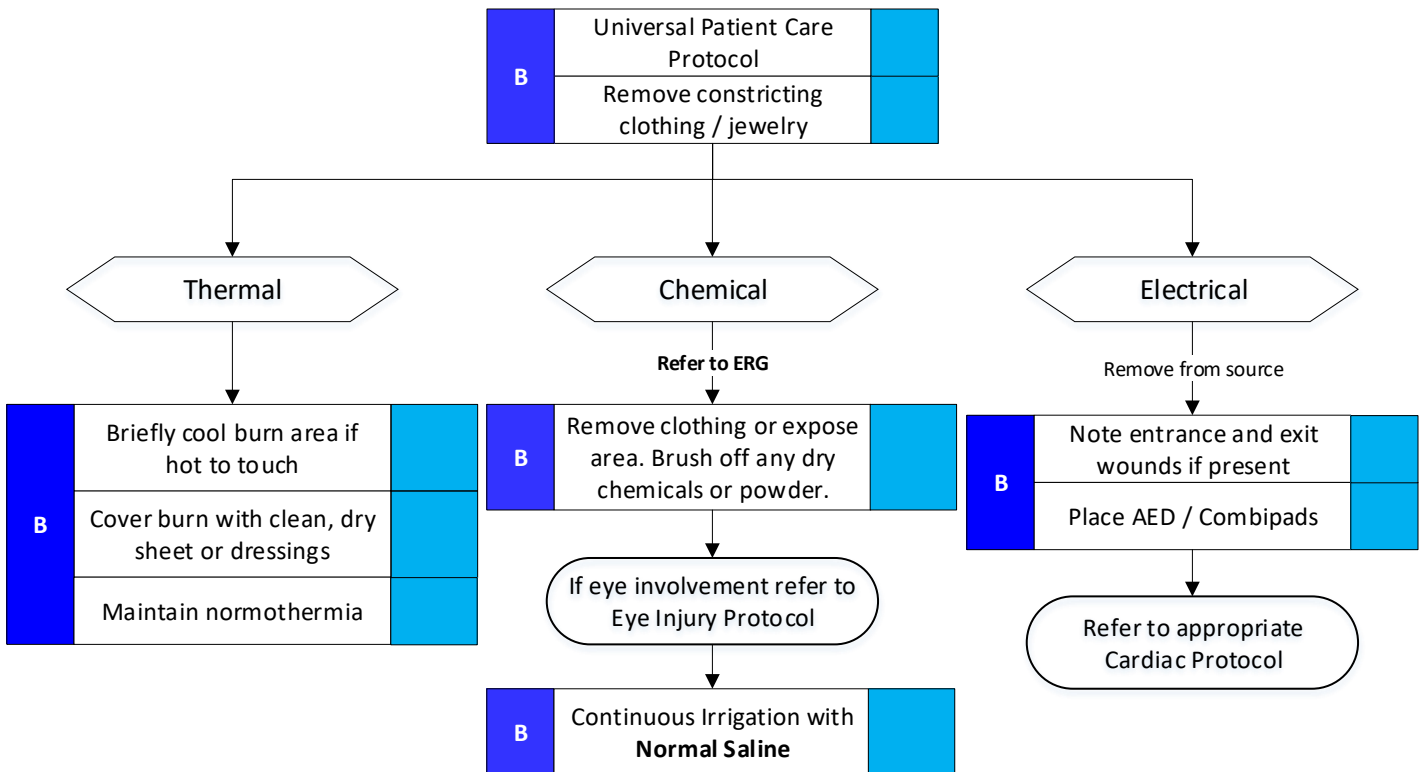 B
Universal Patient Care
Protocol
Remove constricting
clothing / jewelry
Thermal
Chemical
Electrical
Refer to ERG
Remove from source
B
Briefly cool burn area if
hot to touch
Cover burn with clean, dry
sheet or dressings
Maintain normothermia
B
Remove clothing or expose
area. Brush off any dry
chemicals or powder.
If eye involvement refer to
Eye Injury Protocol
B
Continuous Irrigation with
Normal Saline
B
Note entrance and exit
wounds if present
Place AED / Combipads
Refer to appropriate
Cardiac Protocol